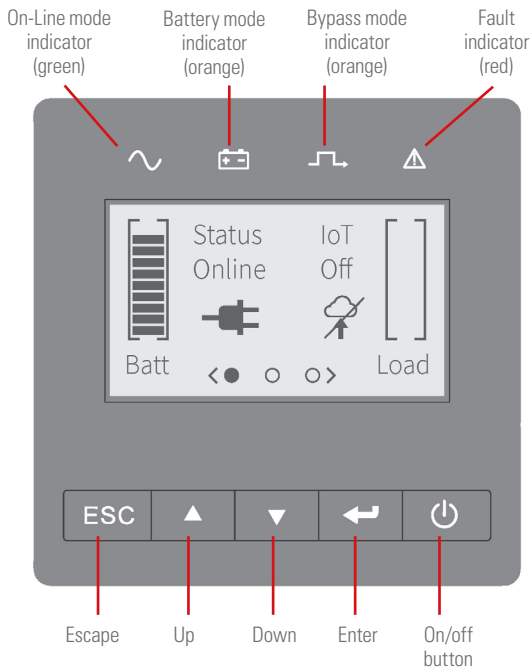 On-Line mode
indicator
(green)
Battery mode
indicator
(orange)
Bypass mode
indicator
(orange)
Fault
indicator
(red)
Status
Online
IoT
Off
Batt
Load
ESC
Escape
Up
Down
Enter
On/off
button